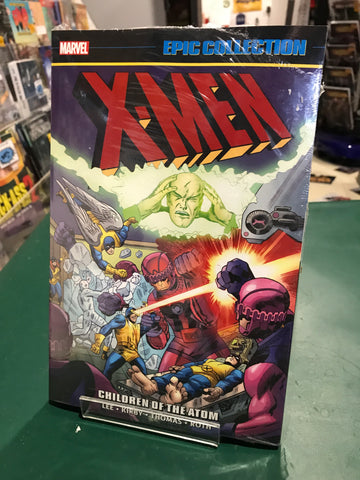 MARVEL
EPIC COLLECTION
X-MEN
CHILDREN OF THE ATOM
LEE • KIRBY • THOMAS • ROTH